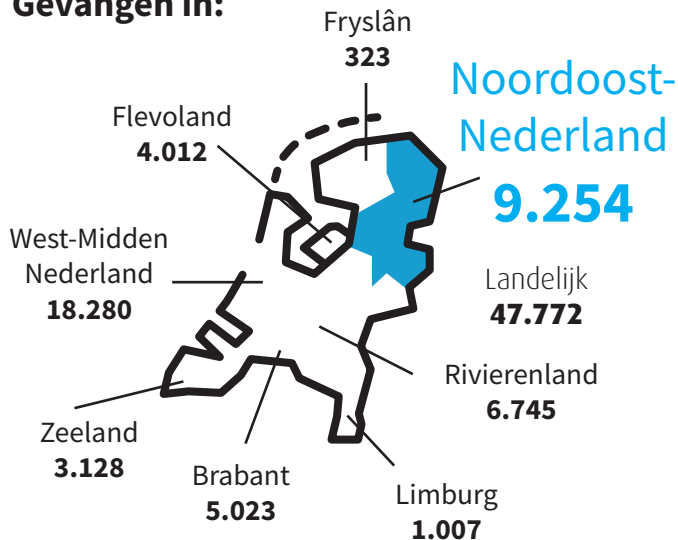 Gevangen in:
Fryslân
323
Noordoost-
Nederland
9.254
Flevoland
4.012
West-Midden
Nederland
18.280
Landelijk
47.772
Rivierenland
6.745
Zeeland
3.128
Brabant
5.023
Limburg
1.007